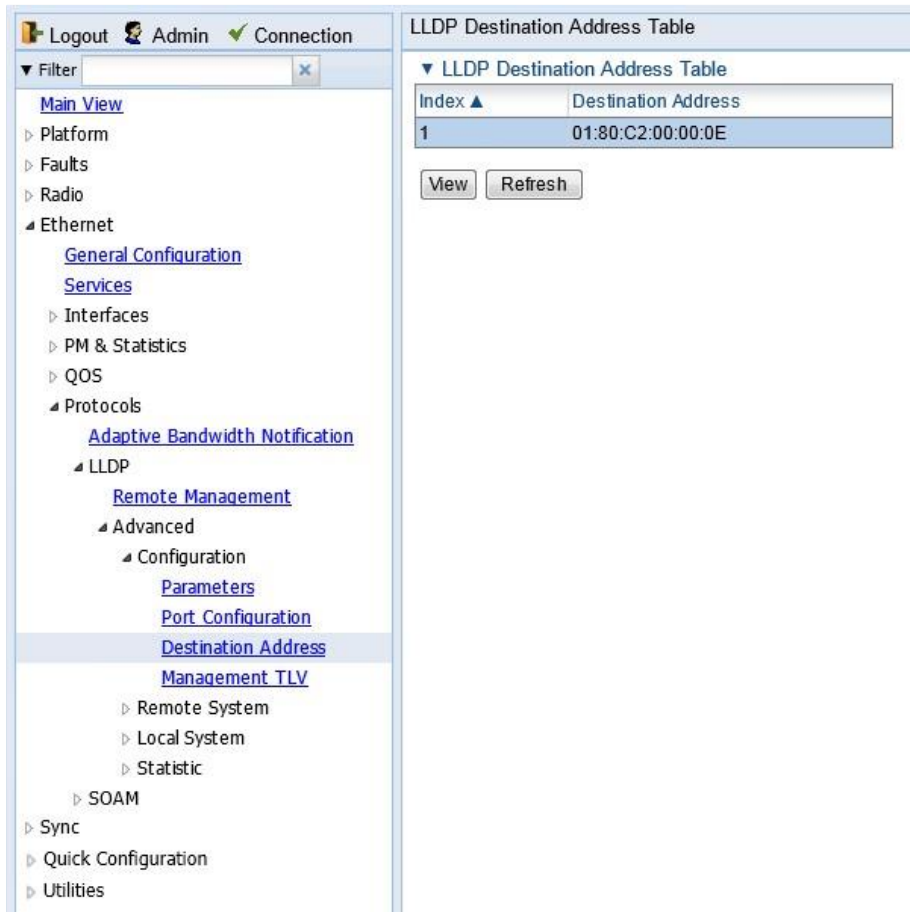 Logout Admin Connection
Filter
Main View
Platform
Faults
Radio
Ethernet
General Configuration
Services
Interfaces
PM & Statistics
QOS
Protocols
Adaptive Bandwidth Notification
LLDP
Remote Management
Advanced
Configuration
Parameters
Port Configuration
Destination Address
Management TLV
Remote System
Local System
Statistic
SOAM
Sync
Quick Configuration
Utilities
LLDP Destination Address Table
LLDP Destination Address Table
Index ▲ Destination Address
1 01:80:C2:00:00:0E
View Refresh